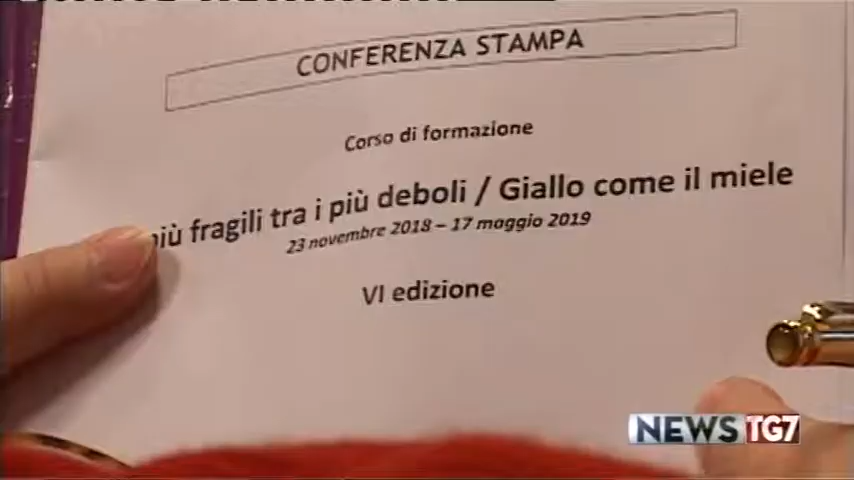 CONFERENZA STAMPA
Corso di formazione
più fragili tra i più deboli / Giallo come il miele
23 novembre 2018 – 17 maggio 2019
VI edizione
NEWS TG7